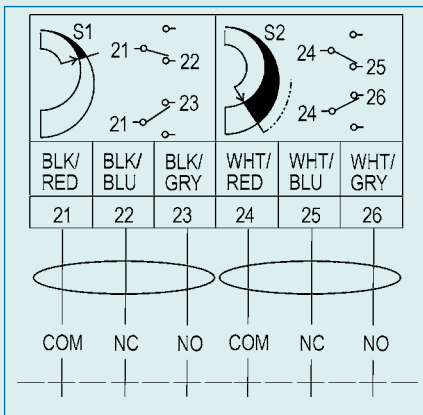 S1 S2
21 22 24 25
21 23 24 26
BLK/ BLK/ BLK/ WHT/ WHT/ WHT/
RED BLU GRY RED BLU GRY
21 22 23 24 25 26
COM NC NO COM NC NO